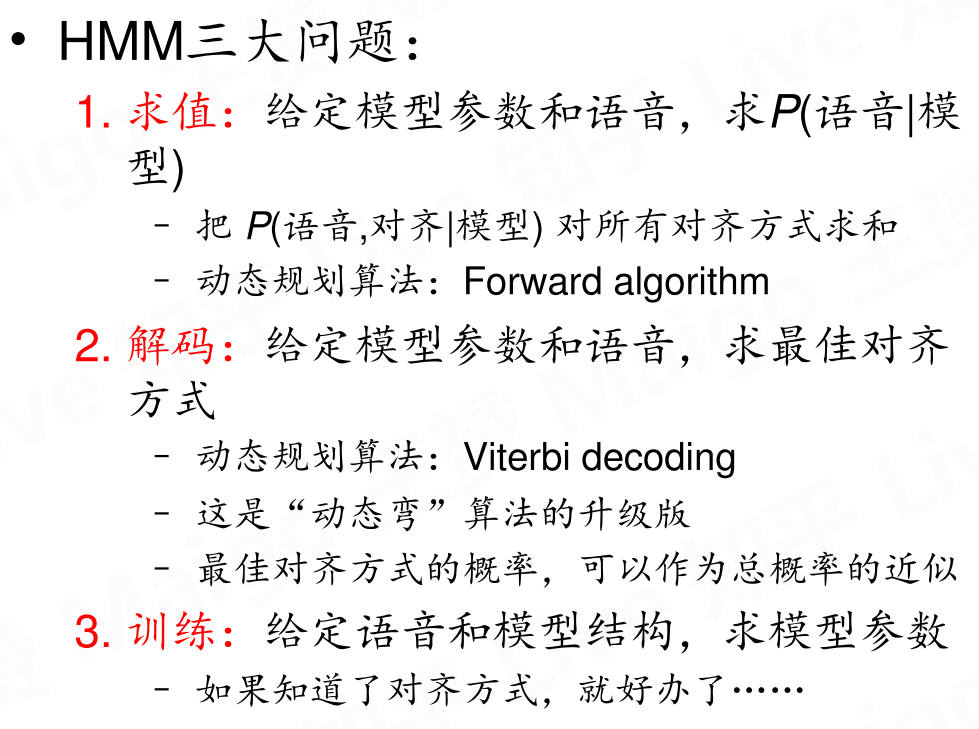 • HMM三大问题：
1. 求值：给定模型参数和语音，求P(语音|模
型)
– 把 P(语音,对齐|模型) 对所有对齐方式求和
– 动态规划算法：Forward algorithm
2. 解码：给定模型参数和语音，求最佳对齐
方式
– 动态规划算法：Viterbi decoding
– 这是“动态弯”算法的升级版
– 最佳对齐方式的概率，可以作为总概率的近似
3. 训练：给定语音和模型结构，求模型参数
– 如果知道了对齐方式，就好办了……